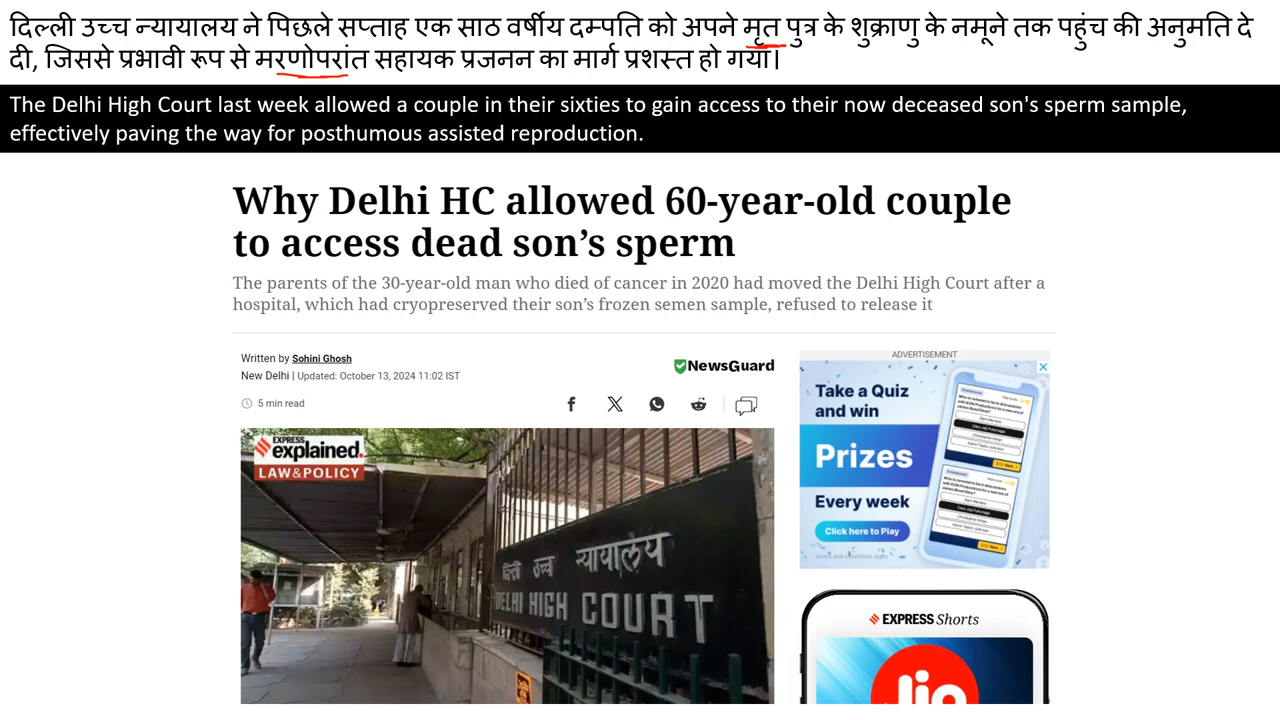 दिल्ली उच्च न्यायालय ने पिछले सप्ताह एक साठ वर्षीय दम्पति को अपने मृत पुत्र के शुक्राणु के नमूने तक पहुंच की अनुमति दे
दी, जिससे प्रभावी रूप से मरणोपरांत सहायक प्रजनन का मार्ग प्रशस्त हो गया।
The Delhi High Court last week allowed a couple in their sixties to gain access to their now deceased son's sperm sample,
effectively paving the way for posthumous assisted reproduction.
Why Delhi HC allowed 60-year-old couple
to access dead son’s sperm
The parents of the 30-year-old man who died of cancer in 2020 had moved the Delhi High Court after a
hospital, which had cryopreserved their son’s frozen semen sample, refused to release it
Written by Sohini Ghosh
New Delhi | Updated: October 13, 2024 11:02 IST
NewsGuard
5 min read
EXPRESS
explained.
LAW&POLICY
दिल्ली उच्च न्यायालय
DELHI HIGH COURT
ADVERTISEMENT
Take a Quiz
and win
Prizes
Every week
Click here to Play
Terms and conditions apply
EXPRESS Shorts
Jio